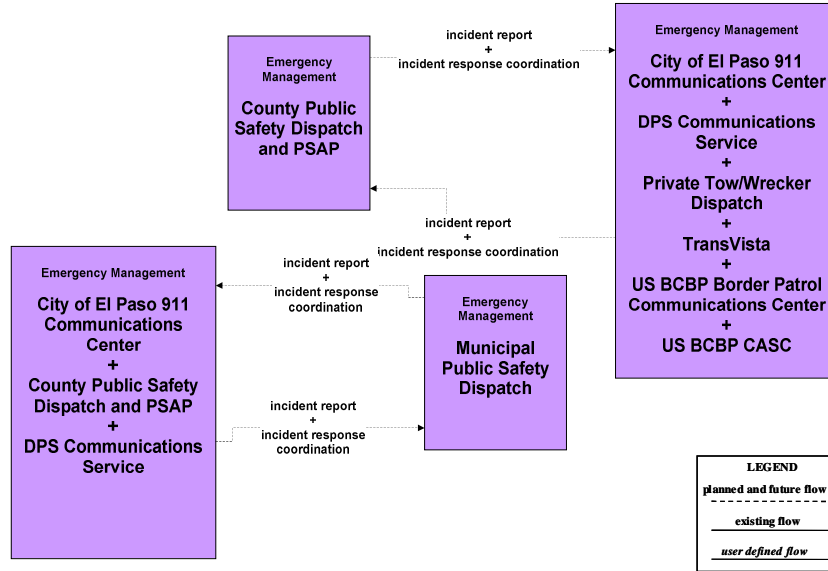 incident report
+
incident response coordination
Emergency
Management
County Public
Safety Dispatch
and PSAP
Emergency Management
City of El Paso 911
Communications Center
+
DPS Communications
Service
+
Private Tow/Wrecker
Dispatch
+
TransVista
+
US BCBP Border Patrol
Communications Center
+
US BCBP CASC
incident report
+
incident response coordination
Emergency Management
City of El Paso 911
Communications
Center
+
County Public Safety
Dispatch and PSAP
+
DPS Communications
Service
incident report
+
incident response
coordination
Emergency
Management
Municipal
Public Safety
Dispatch
incident report
+
incident response
coordination
LEGEND
planned and future flow
existing flow
user defined flow